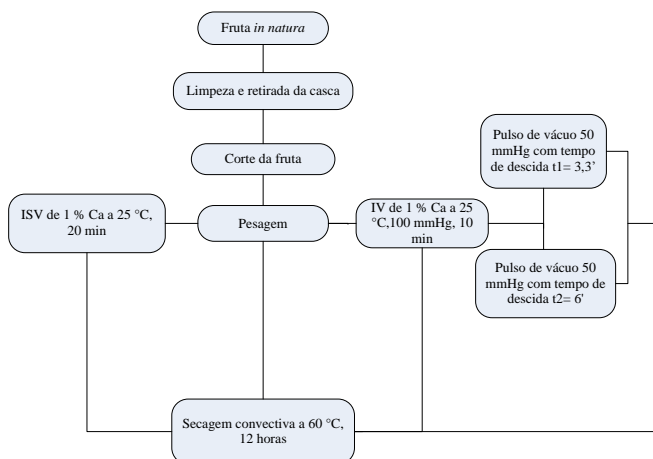 Fruta in natura
Limpeza e retirada da casca
Corte da fruta
Pulso de vácuo 50
mmHg com tempo
de descida t1= 3,3’
ISV de 1 % Ca a 25 °C,
20 min
Pesagem
IV de 1 % Ca a 25
°C,100 mmHg, 10
min
Pulso de vácuo 50
mmHg com tempo de
descida t2= 6'
Secagem convectiva a 60 °C,
12 horas